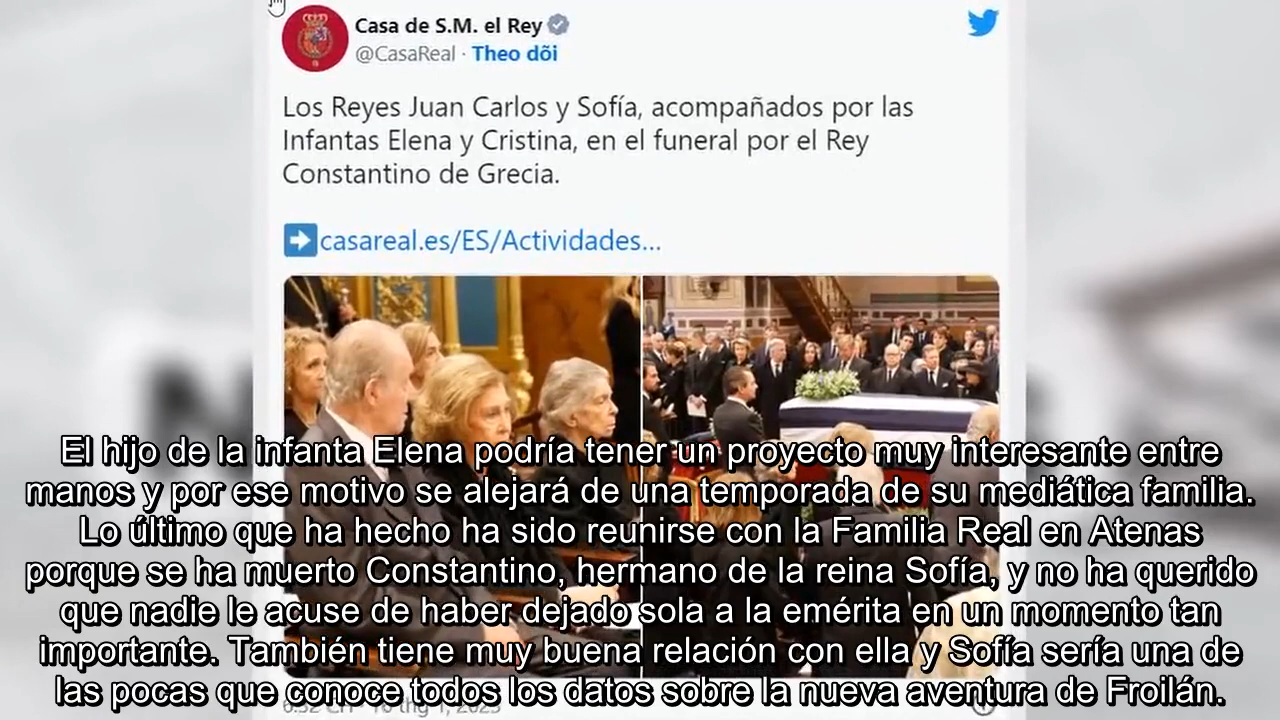 Casa de S.M. el Rey
@CasaReal · Theo dõi
Los Reyes Juan Carlos y Sofía, acompañados por las
Infantas Elena y Cristina, en el funeral por el Rey
Constantino de Grecia.
casareal.es/ES/Actividades...
El hijo de la infanta Elena podría tener un proyecto muy interesante entre
manos y por ese motivo se alejará de una temporada de su mediática familia.
Lo último que ha hecho ha sido reunirse con la Familia Real en Atenas
porque se ha muerto Constantino, hermano de la reina Sofía, y no ha querido
que nadie le acuse de haber dejado sola a la emérita en un momento tan
importante. También tiene muy buena relación con ella y Sofía sería una de
las pocas que conoce todos los datos sobre la nueva aventura de Froilán.